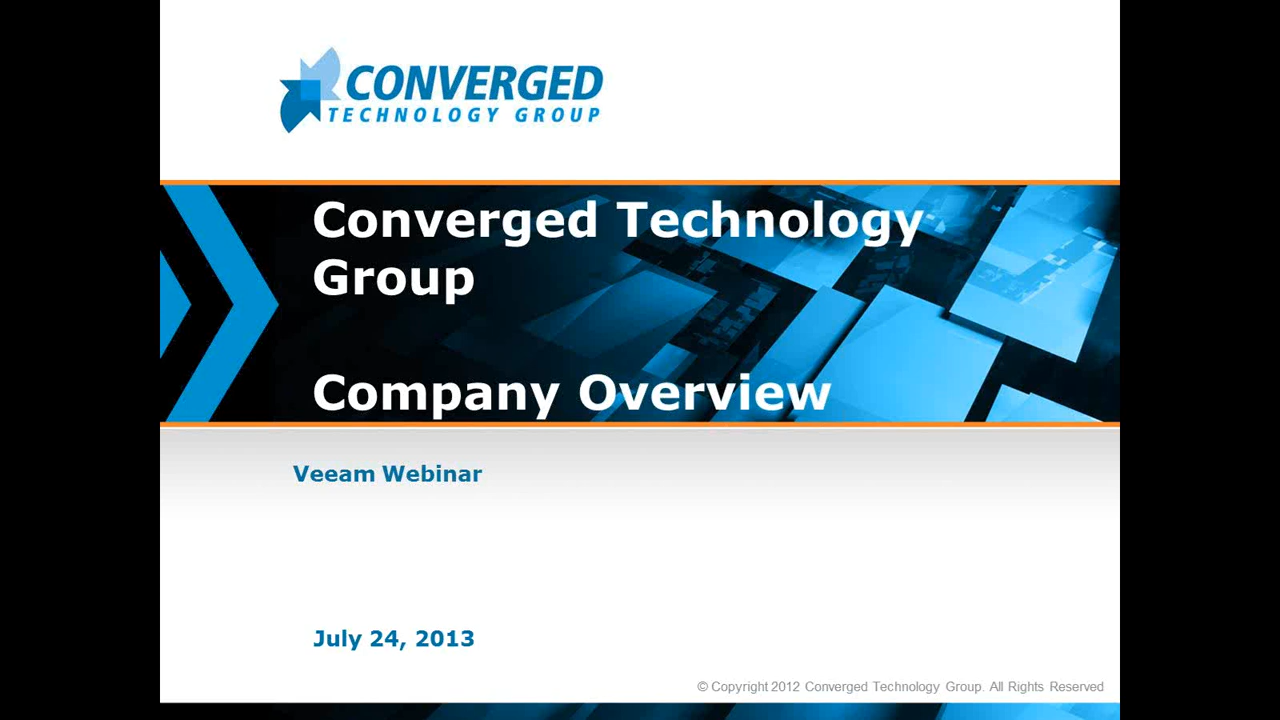 CONVERGED
TECHNOLOGY GROUP
Converged Technology
Group
Company Overview
Veeam Webinar
July 24, 2013
© Copyright 2012 Converged Technology Group. All Rights Reserved